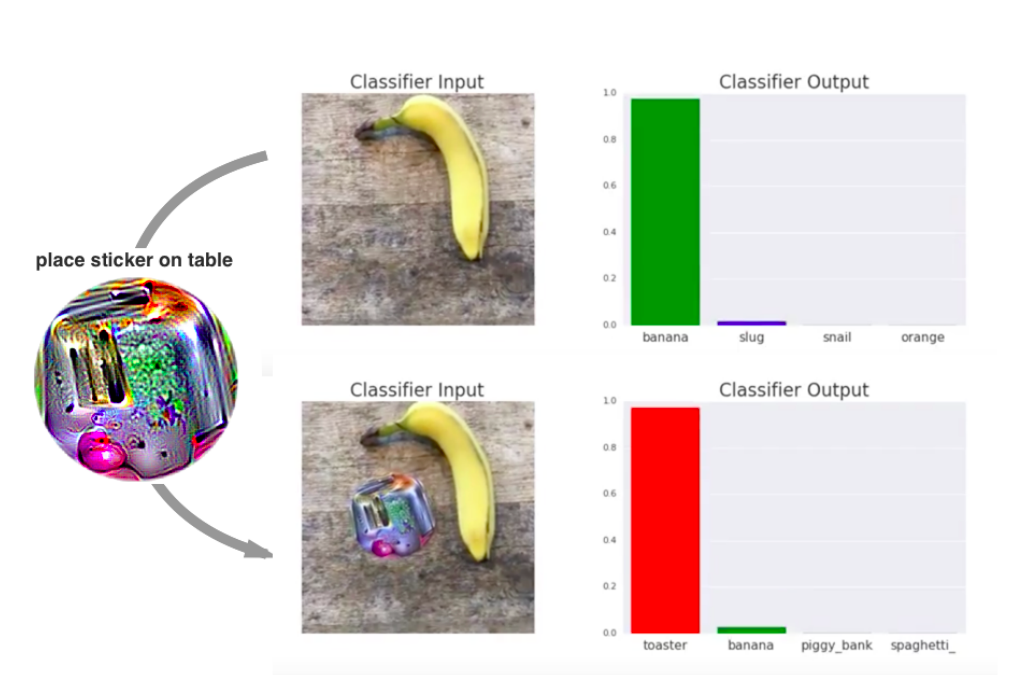 Classifier Input
Classifier Output
1.0
0.8
0.6
0.4
0.2
0.0
banana slug snail orange
place sticker on table
Classifier Input
Classifier Output
1.0
0.8
0.6
0.4
0.2
0.0
toaster banana piggy_bank spaghetti_